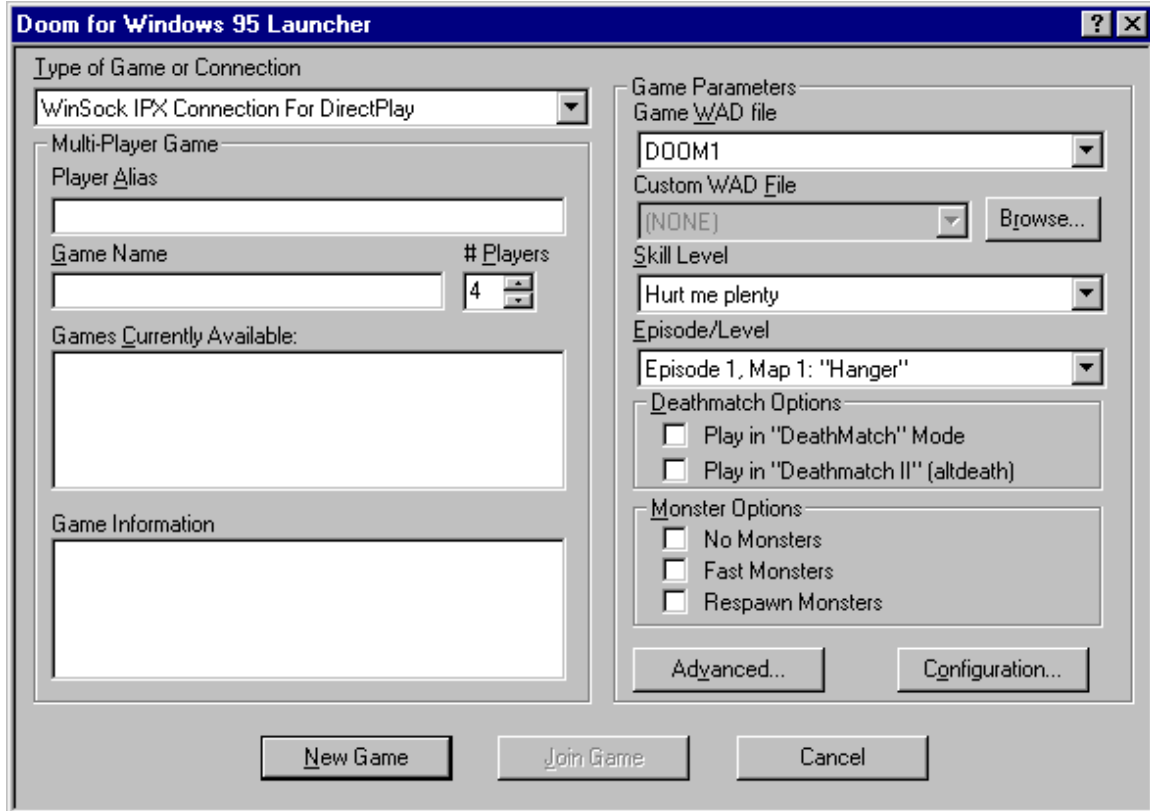 Doom for Windows 95 Launcher
Type of Game or Connection
WinSock IPX Connection For DirectPlay
Multi-Player Game
Player Alias
Game Name
# Players
4
Games Currently Available:
Game Information
Game Parameters
Game WAD file
DOOM1
Custom WAD File
(NONE)
Browse...
Skill Level
Hurt me plenty
Episode/Level
Episode 1, Map 1: "Hanger"
Deathmatch Options
Play in "DeathMatch" Mode
Play in "Deathmatch II" (altdeath)
Monster Options
No Monsters
Fast Monsters
Respawn Monsters
Advanced...
Configuration...
New Game
Join Game
Cancel